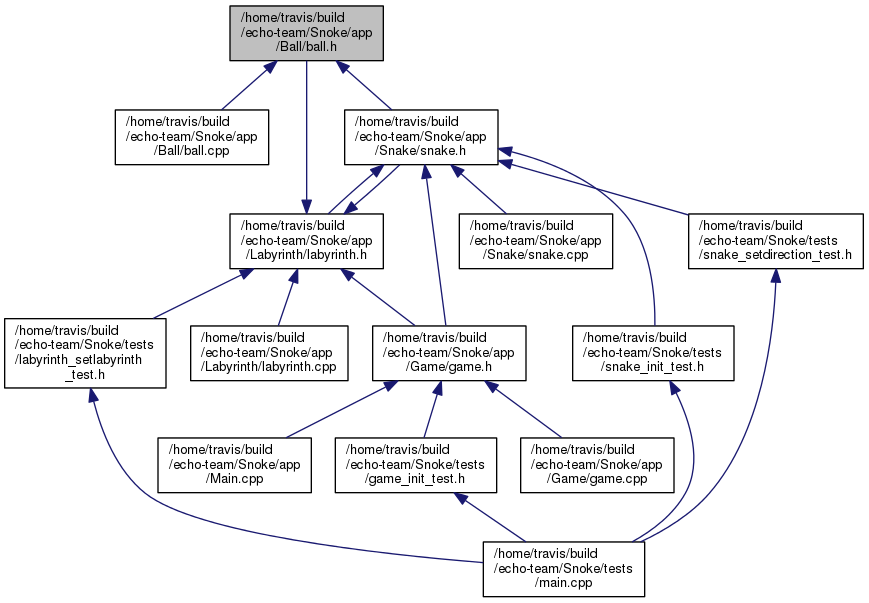 /home/travis/build
/echo-team/Snoke/app
/Ball/ball.h
/home/travis/build
/echo-team/Snoke/app
/Ball/ball.cpp
/home/travis/build
/echo-team/Snoke/app
/Snake/snake.h
/home/travis/build
/echo-team/Snoke/app
/Labyrinth/labyrinth.h
/home/travis/build
/echo-team/Snoke/app
/Snake/snake.cpp
/home/travis/build
/echo-team/Snoke/tests
/snake_setdirection_test.h
/home/travis/build
/echo-team/Snoke/tests
/labyrinth_setlabyrinth
_test.h
/home/travis/build
/echo-team/Snoke/app
/Labyrinth/labyrinth.cpp
/home/travis/build
/echo-team/Snoke/app
/Game/game.h
/home/travis/build
/echo-team/Snoke/tests
/snake_init_test.h
/home/travis/build
/echo-team/Snoke/app
/Main.cpp
/home/travis/build
/echo-team/Snoke/tests
/game_init_test.h
/home/travis/build
/echo-team/Snoke/app
/Game/game.cpp
/home/travis/build
/echo-team/Snoke/tests
/main.cpp